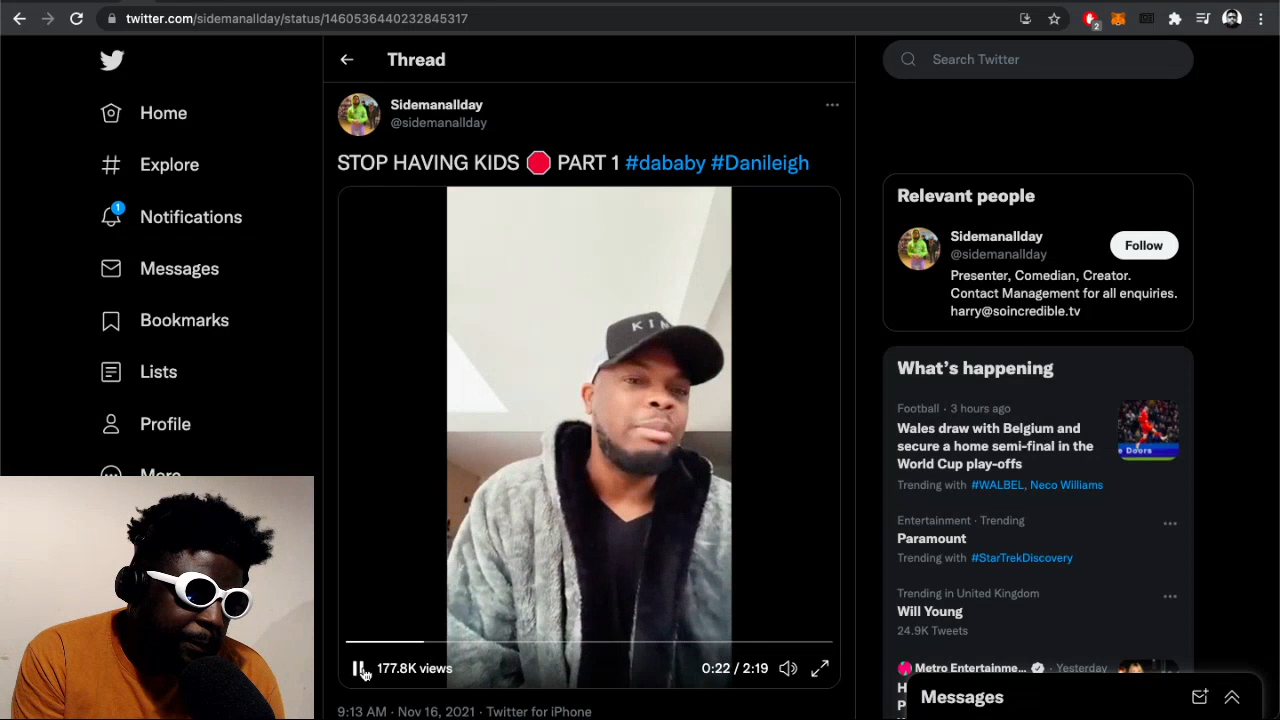 twitter.com/sidemanallday/status/1460536440232845317
2
Home
Explore
1
Notifications
Messages
Bookmarks
Lists
Profile
More
Thread
Sidemanallday
@sidemanallday
STOP HAVING KIDS 🛑 PART 1 #dababy #Danileigh
KIN
177.8K views
0:22 / 2:19
9:13 AM · Nov 16, 2021 · Twitter for iPhone
Search Twitter
Relevant people
Sidemanallday
@sidemanallday
Follow
Presenter, Comedian, Creator.
Contact Management for all enquiries.
harry@soincredible.tv
What's happening
Football · 3 hours ago
Wales draw with Belgium and
secure a home semi-final in the
World Cup play-offs
e Doors
Trending with #WALBEL, Neco Williams
Entertainment · Trending
Paramount
Trending with #StarTrekDiscovery
Trending in United Kingdom
Will Young
24.9K Tweets
Metro Entertainme... · Yesterday
H
P
Messages